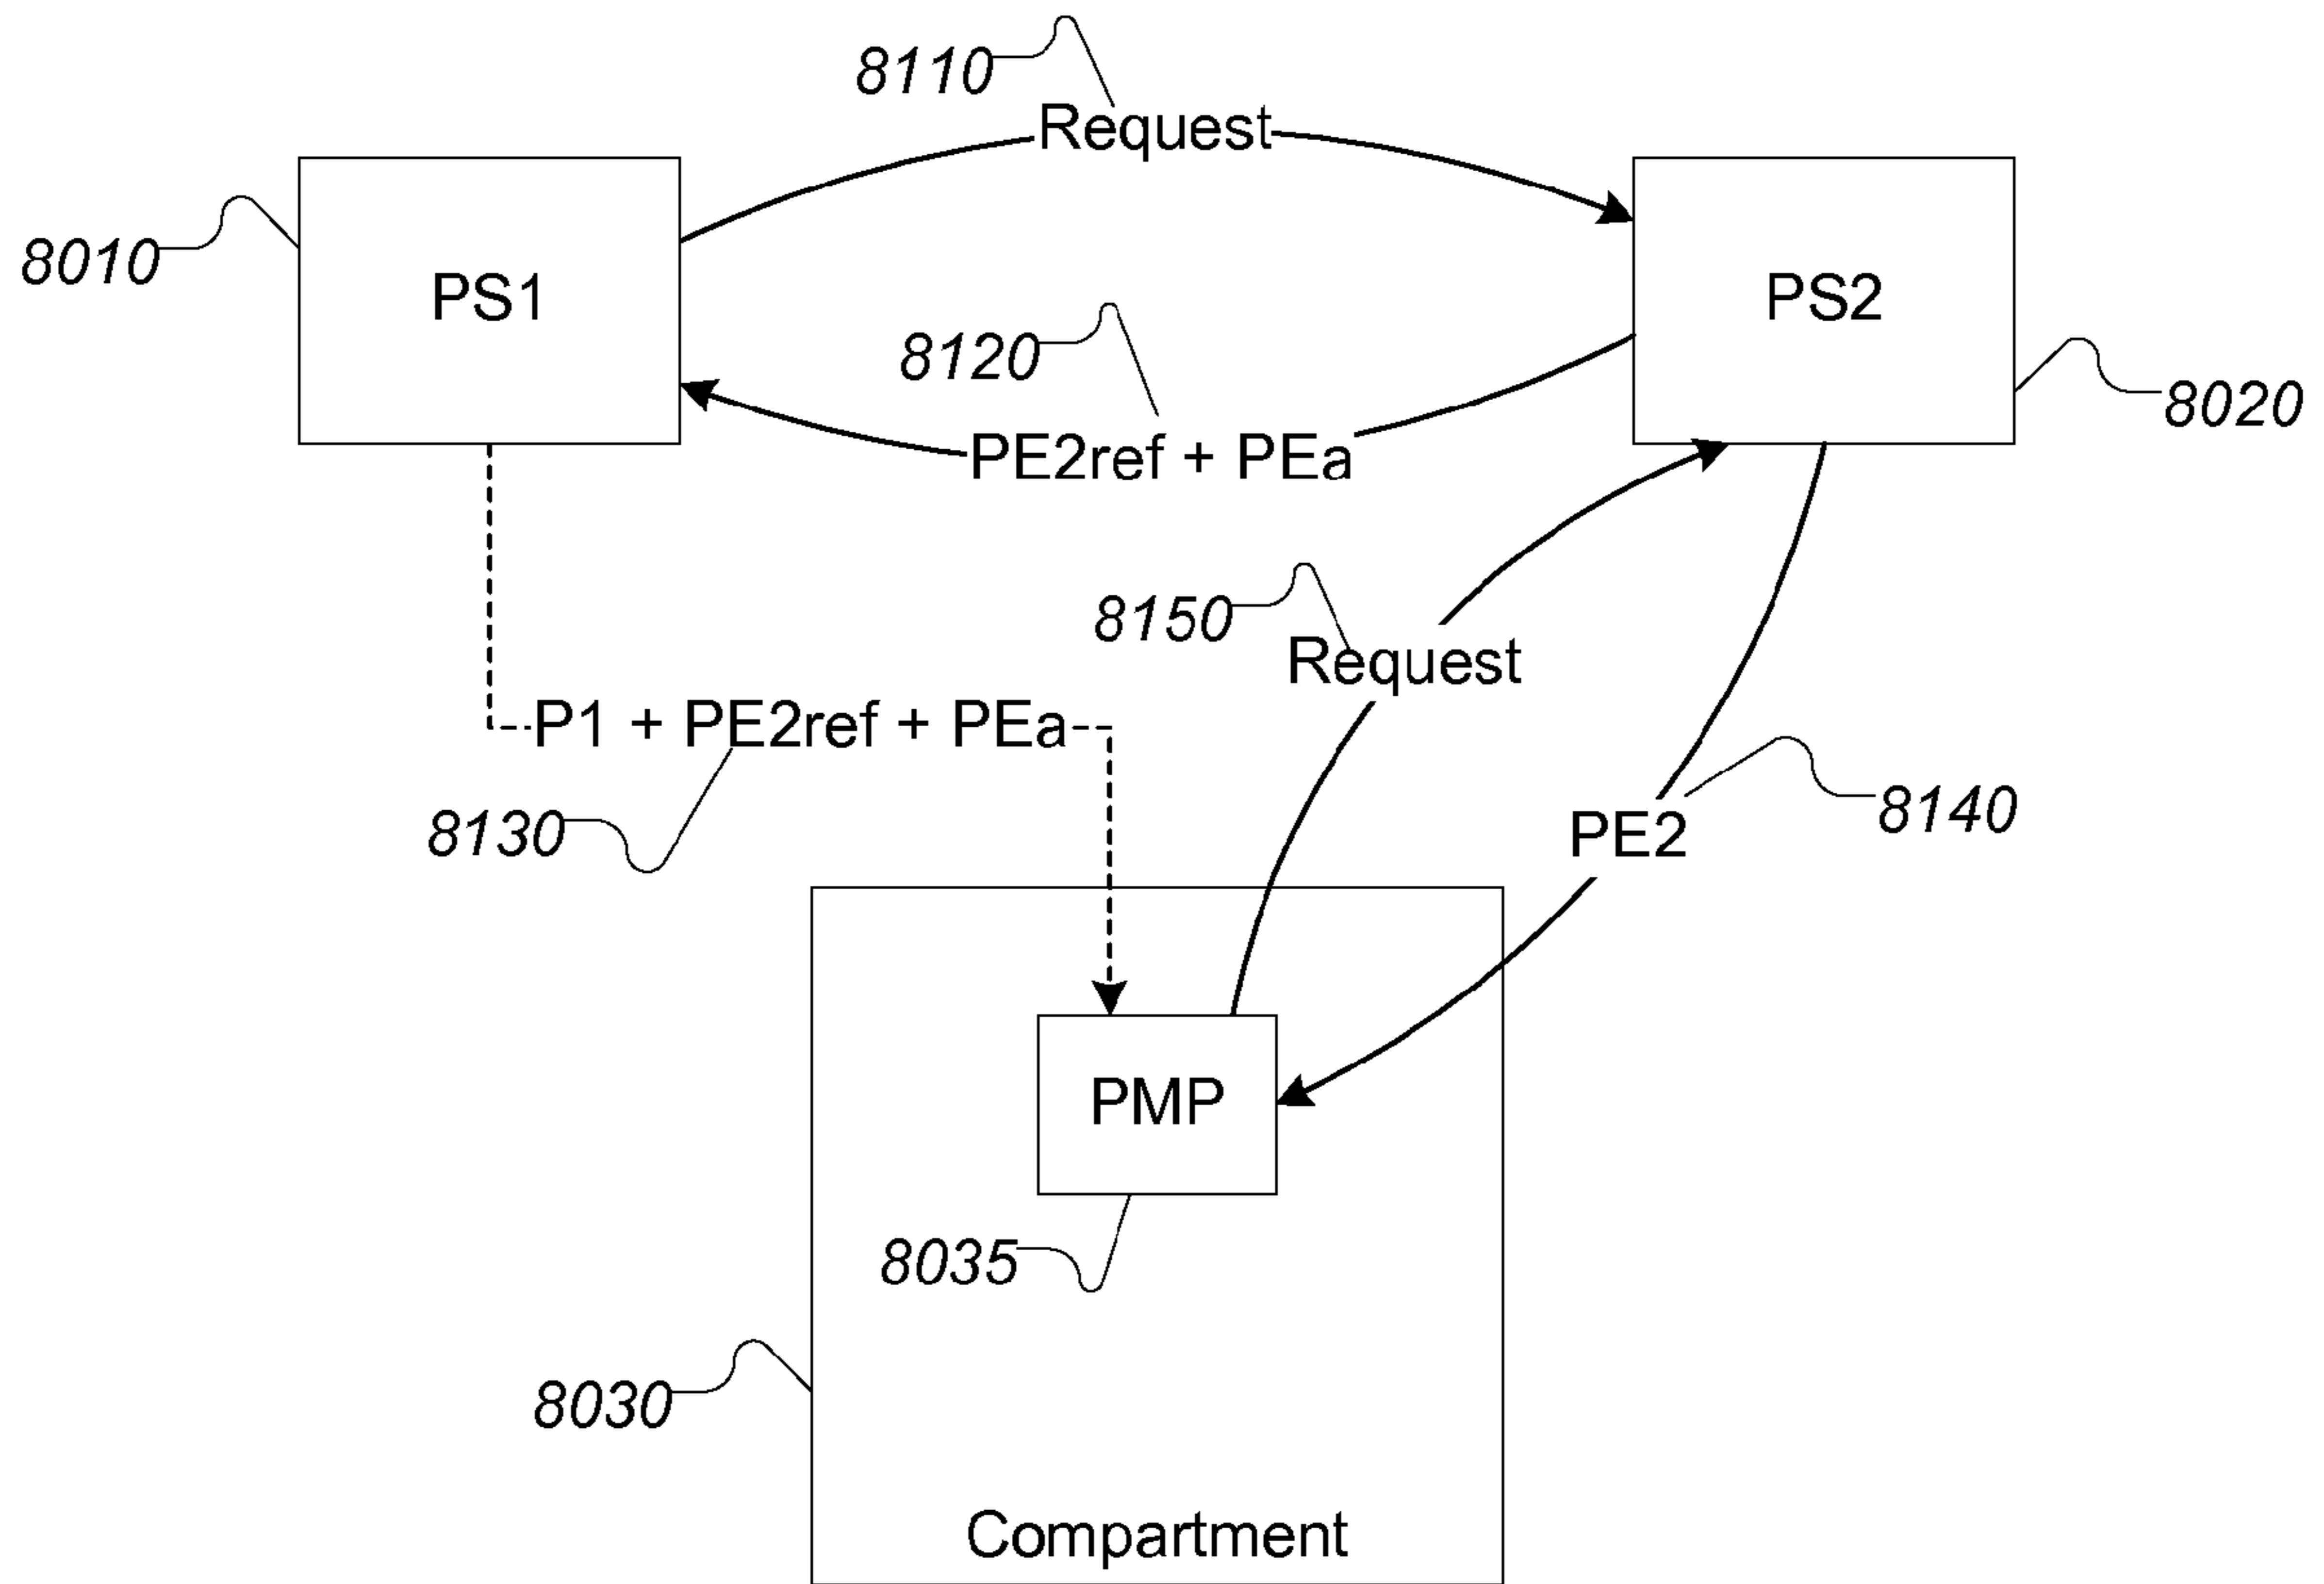 8110
Request
8010
PS1
PS2
8120
8020
PE2ref + PEa
8150
Request
P1 + PE2ref + PEa
8130
8140
PE2
PMP
8035
8030
Compartment